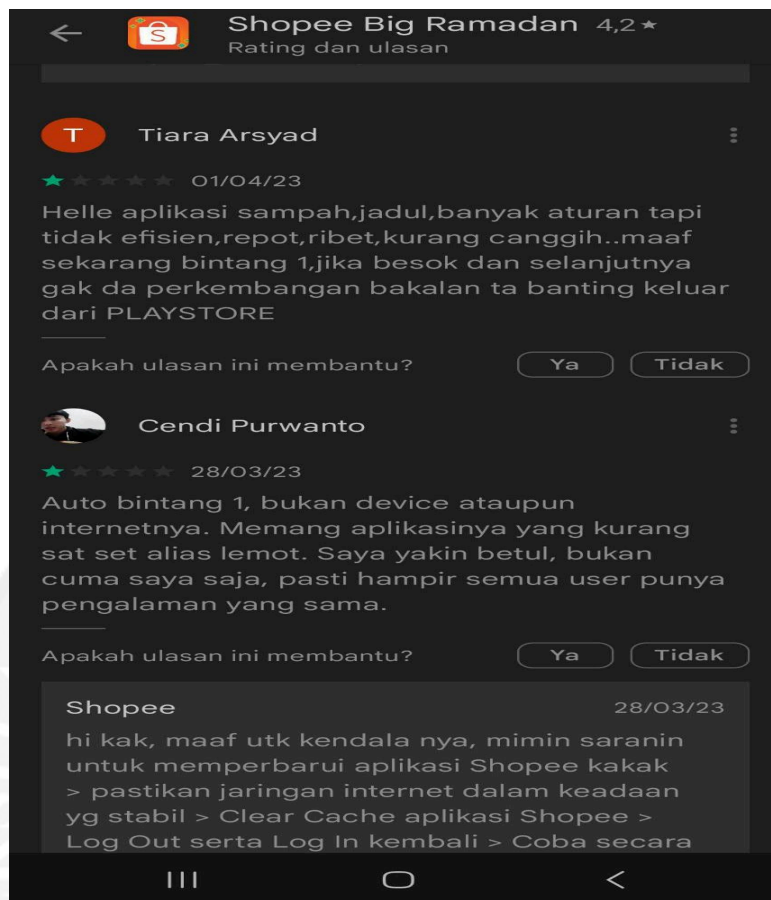 Shopee Big Ramadan 4,2★
Rating dan ulasan
T Tiara Arsyad
01/04/23
Helle aplikasi sampah,jadul,banyak aturan tapi
tidak efisien,repot,ribet,kurang canggih..maaf
sekarang bintang 1,jika besok dan selanjutnya
gak da perkembangan bakalan ta banting keluar
dari PLAYSTORE
Apakah ulasan ini membantu? Ya Tidak
Cendi Purwanto
28/03/23
Auto bintang 1, bukan device ataupun
internetnya. Memang aplikasinya yang kurang
sat set alias lemot. Saya yakin betul, bukan
cuma saya saja, pasti hampir semua user punya
pengalaman yang sama.
Apakah ulasan ini membantu? Ya Tidak
Shopee 28/03/23
hi kak, maaf utk kendala nya, mimin saranin
untuk memperbarui aplikasi Shopee kakak
> pastikan jaringan internet dalam keadaan
yg stabil > Clear Cache aplikasi Shopee >
Log Out serta Log In kembali > Coba secara